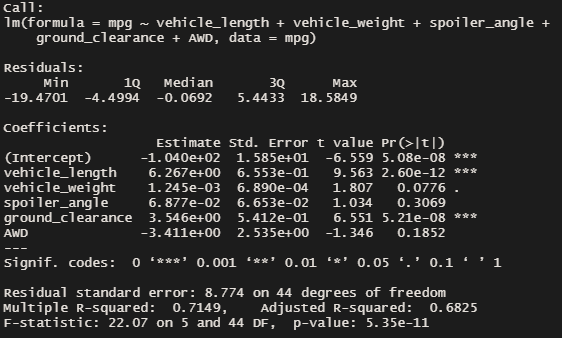 Call:
lm(formula = mpg ~ vehicle_length + vehicle_weight + spoiler_angle +
    ground_clearance + AWD, data = mpg)

Residuals:
     Min       1Q   Median       3Q      Max
-19.4701  -4.4994  -0.0692   5.4433  18.5849

Coefficients:
                   Estimate Std. Error t value Pr(>|t|)
(Intercept)      -1.040e+02  1.585e+01  -6.559 5.08e-08 ***
vehicle_length    6.267e+00  6.553e-01   9.563 2.60e-12 ***
vehicle_weight    1.245e-03  6.890e-04   1.807   0.0776 .
spoiler_angle     6.877e-02  6.653e-02   1.034   0.3069
ground_clearance  3.546e+00  5.412e-01   6.551 5.21e-08 ***
AWD              -3.411e+00  2.535e+00  -1.346   0.1852
---
Signif. codes:  0 ‘***’ 0.001 ‘**’ 0.01 ‘*’ 0.05 ‘.’ 0.1 ‘ ’ 1

Residual standard error: 8.774 on 44 degrees of freedom
Multiple R-squared:  0.7149,    Adjusted R-squared:  0.6825
F-statistic: 22.07 on 5 and 44 DF,  p-value: 5.35e-11